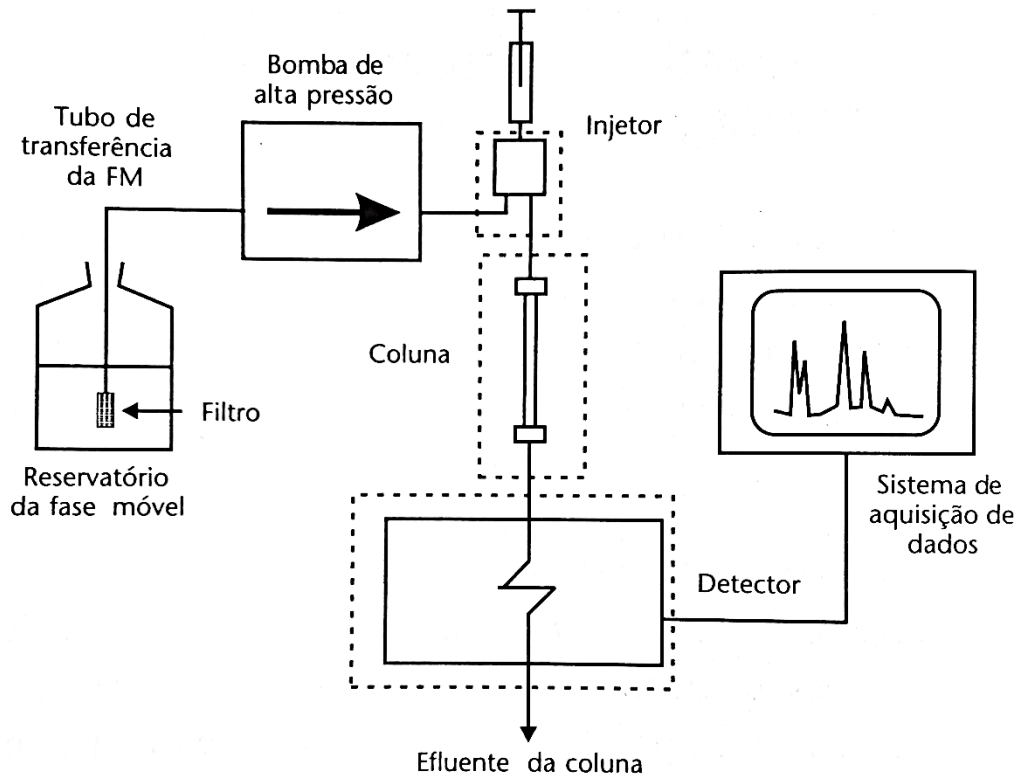 Bomba de
alta pressão
Tubo de
transferência
da FM
Injetor
Coluna
Filtro
Reservatório
da fase móvel
Sistema de
aquisição de
dados
Detector
Efluente da coluna